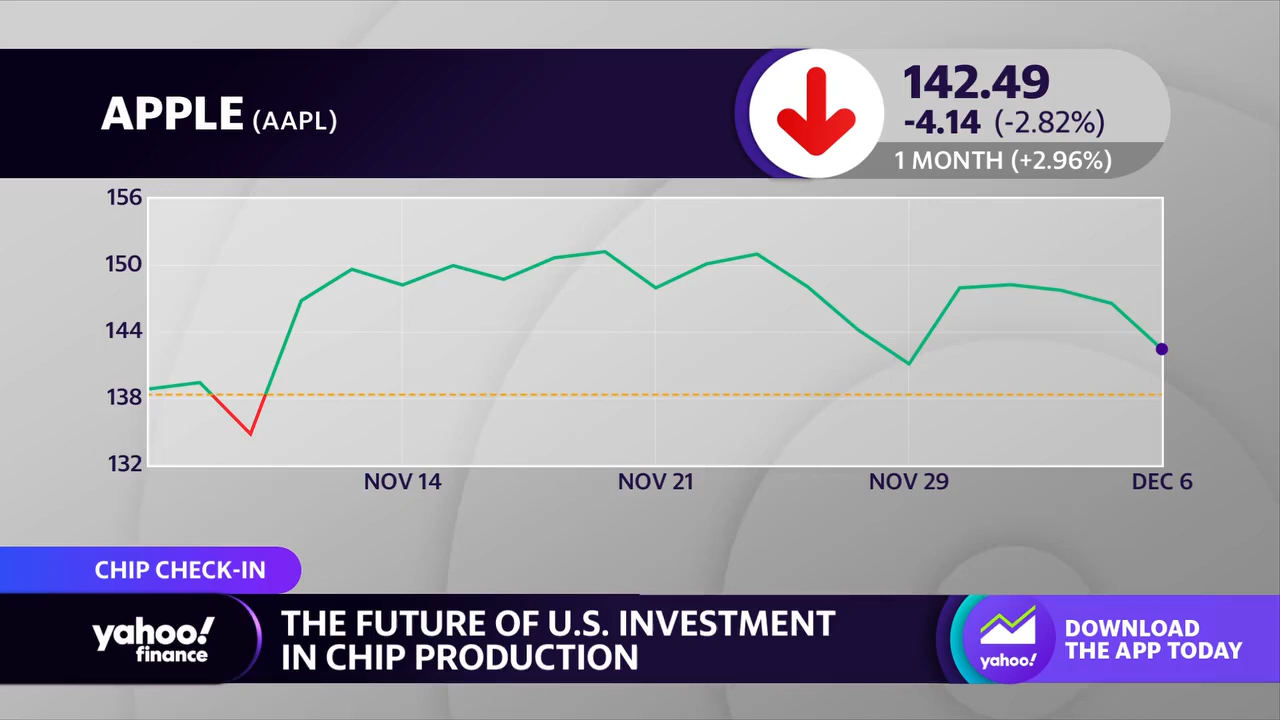 APPLE (AAPL)
142.49
-4.14 (-2.82%)
1 MONTH (+2.96%)
156
150
144
138
132
NOV 14
NOV 21
NOV 29
DEC 6
CHIP CHECK-IN
yahoo!
finance
THE FUTURE OF U.S. INVESTMENT
IN CHIP PRODUCTION
yahoo!
DOWNLOAD
THE APP TODAY